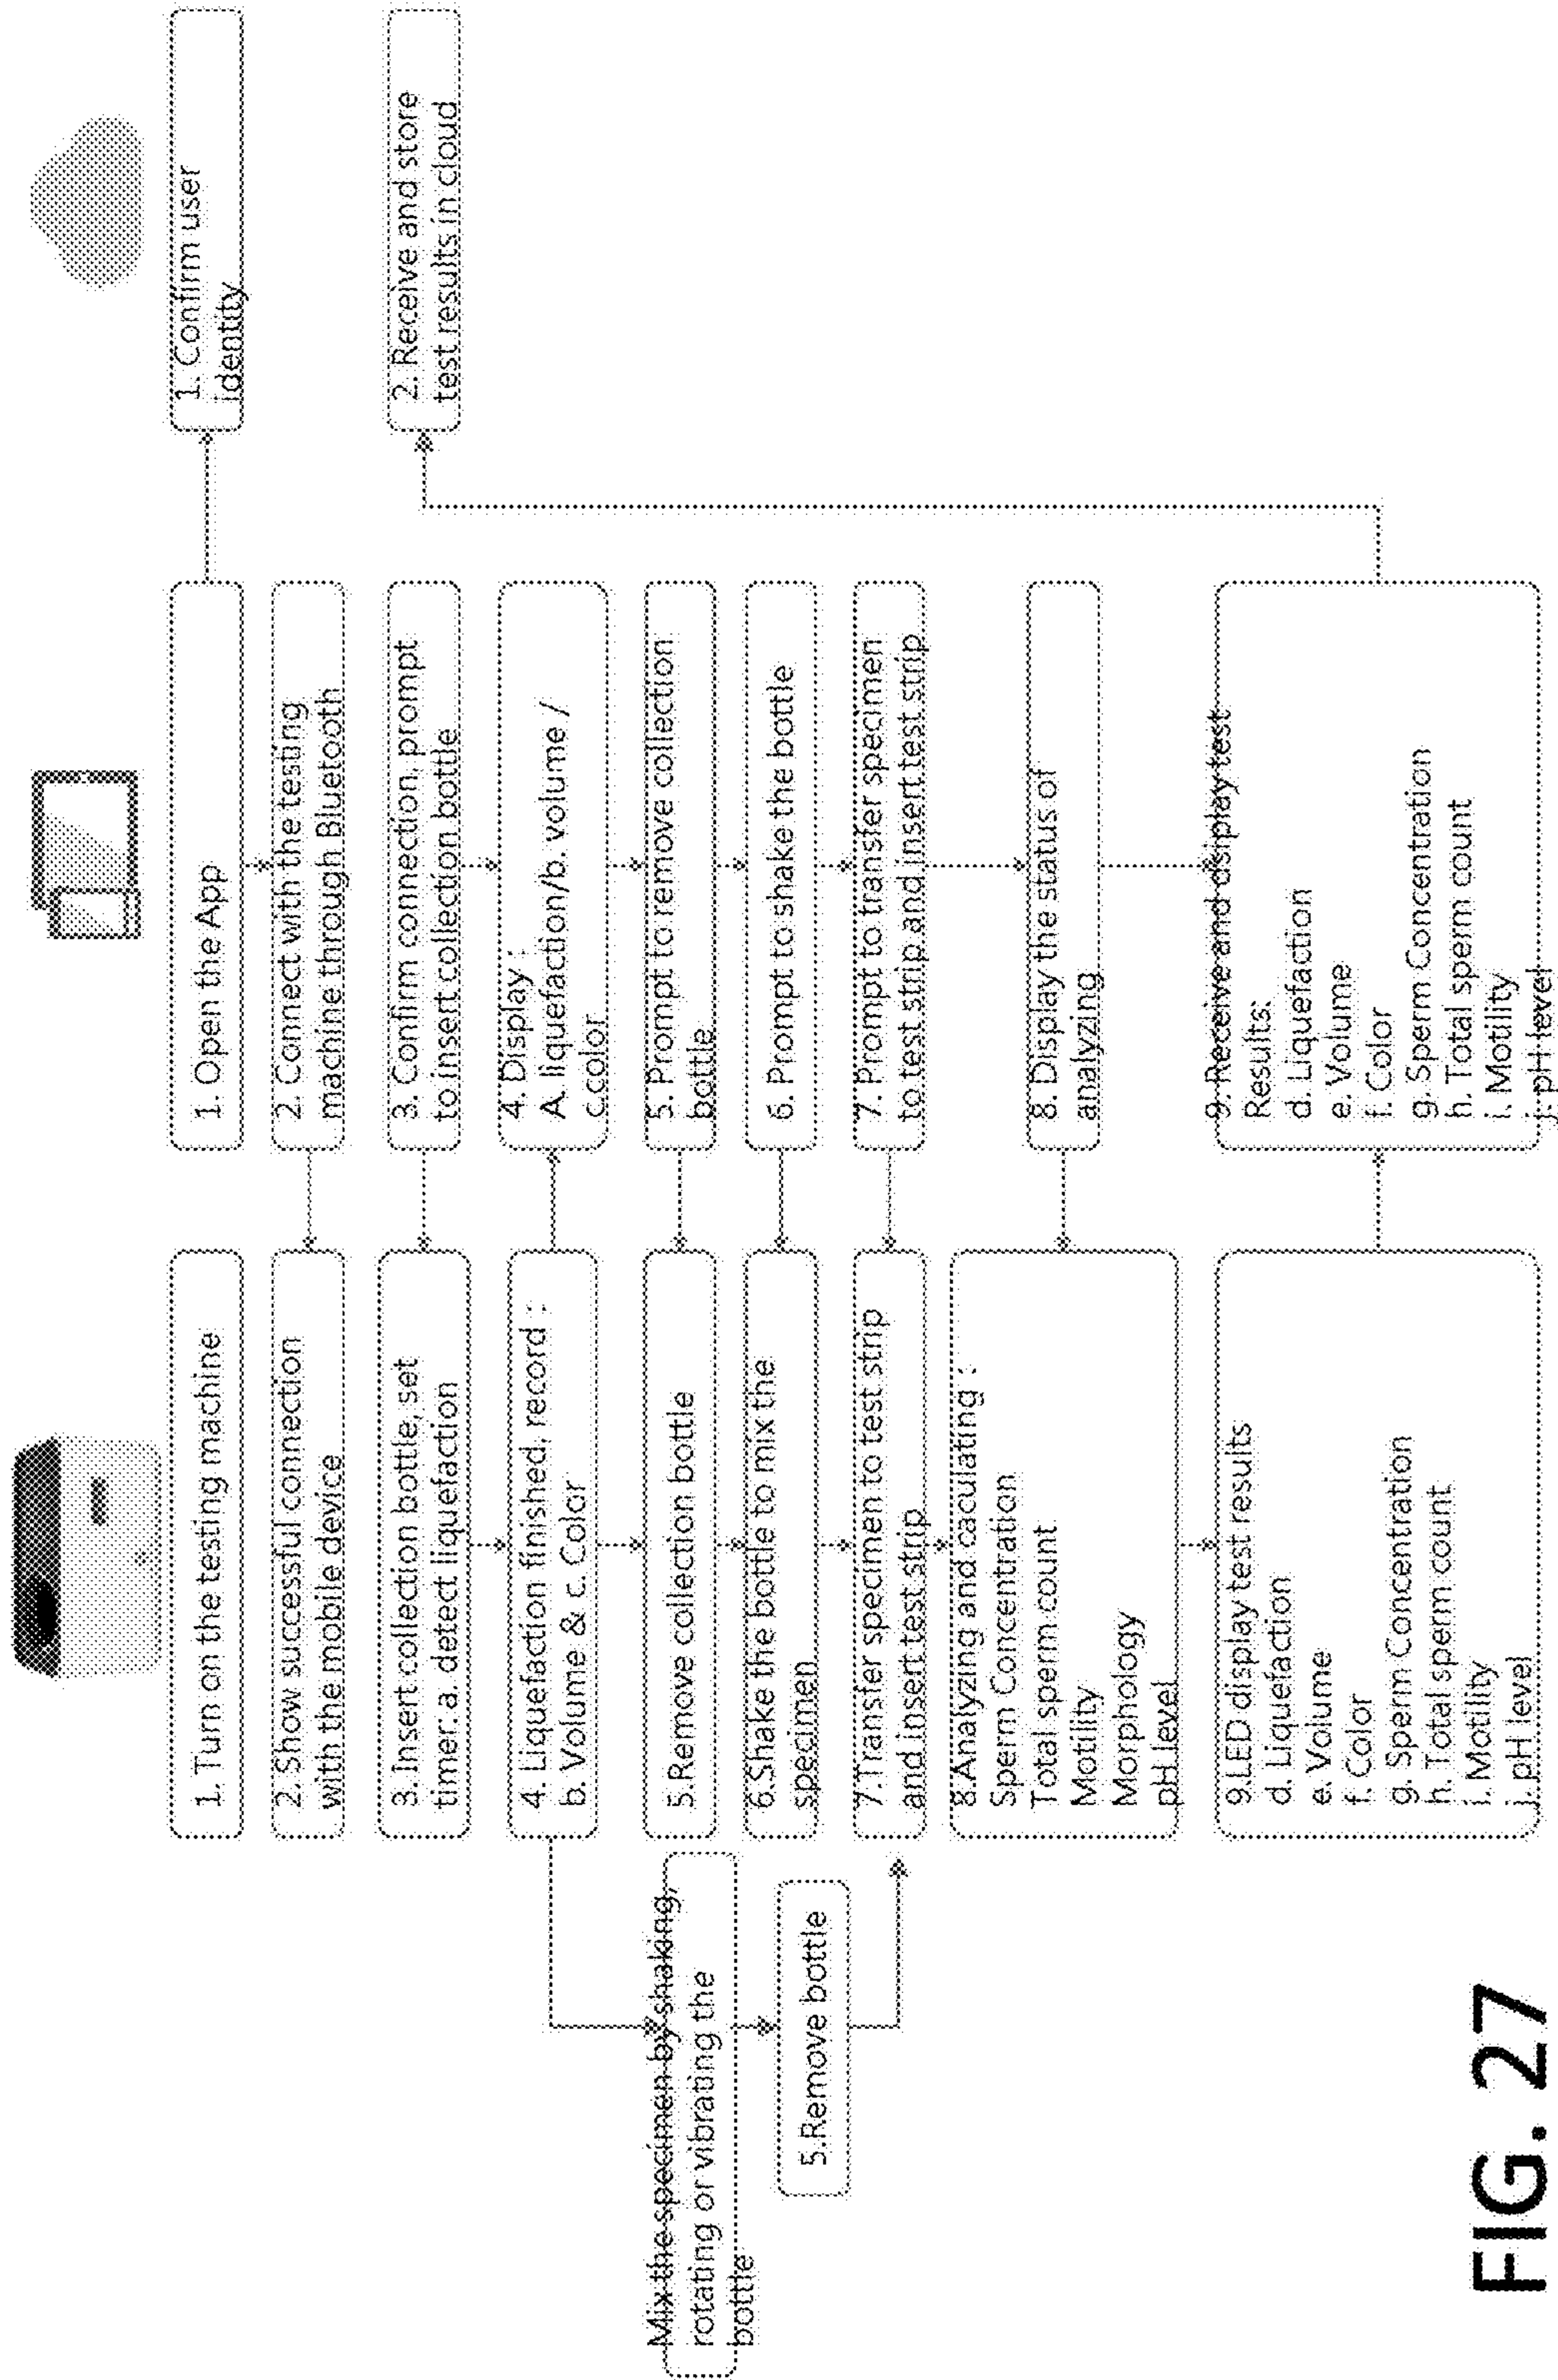 1. Turn on the testing machine
2. Show successful connection
with the mobile device
3. Insert collection bottle, set
timer: a. detect liquefaction
4. Liquefaction finished, record :
b. Volume & c. Color
5.Remove collection bottle
6.Shake the bottle to mix the
specimen
7.Transfer specimen to test strip
and insert test strip
8.Analyzing and caculating :
Sperm Concentration
Total sperm count
Motility
Morphology
pH level
9.LED display test results
d. Liquefaction
e. Volume
f. Color
g. Sperm Concentration
h. Total sperm count
i. Motility
j. pH level
Mix the specimen by shaking,
rotating or vibrating the
bottle
5.Remove bottle
1. Open the App
2. Connect with the testing
machine through Bluetooth
3. Confirm connection, prompt
to insert collection bottle
4. Display :
A. liquefaction/b. volume /
c.color
5. Prompt to remove collection
bottle
6. Prompt to shake the bottle
7. Prompt to transfer specimen
to test strip and insert test strip
8. Display the status of
analyzing
9. Receive and disiplay test
Results:
d. Liquefaction
e. Volume
f. Color
g. Sperm Concentration
h. Total sperm count
i. Motility
j. pH level
1. Confirm user
identity
2. Receive and store
test results in cloud
FIG. 27